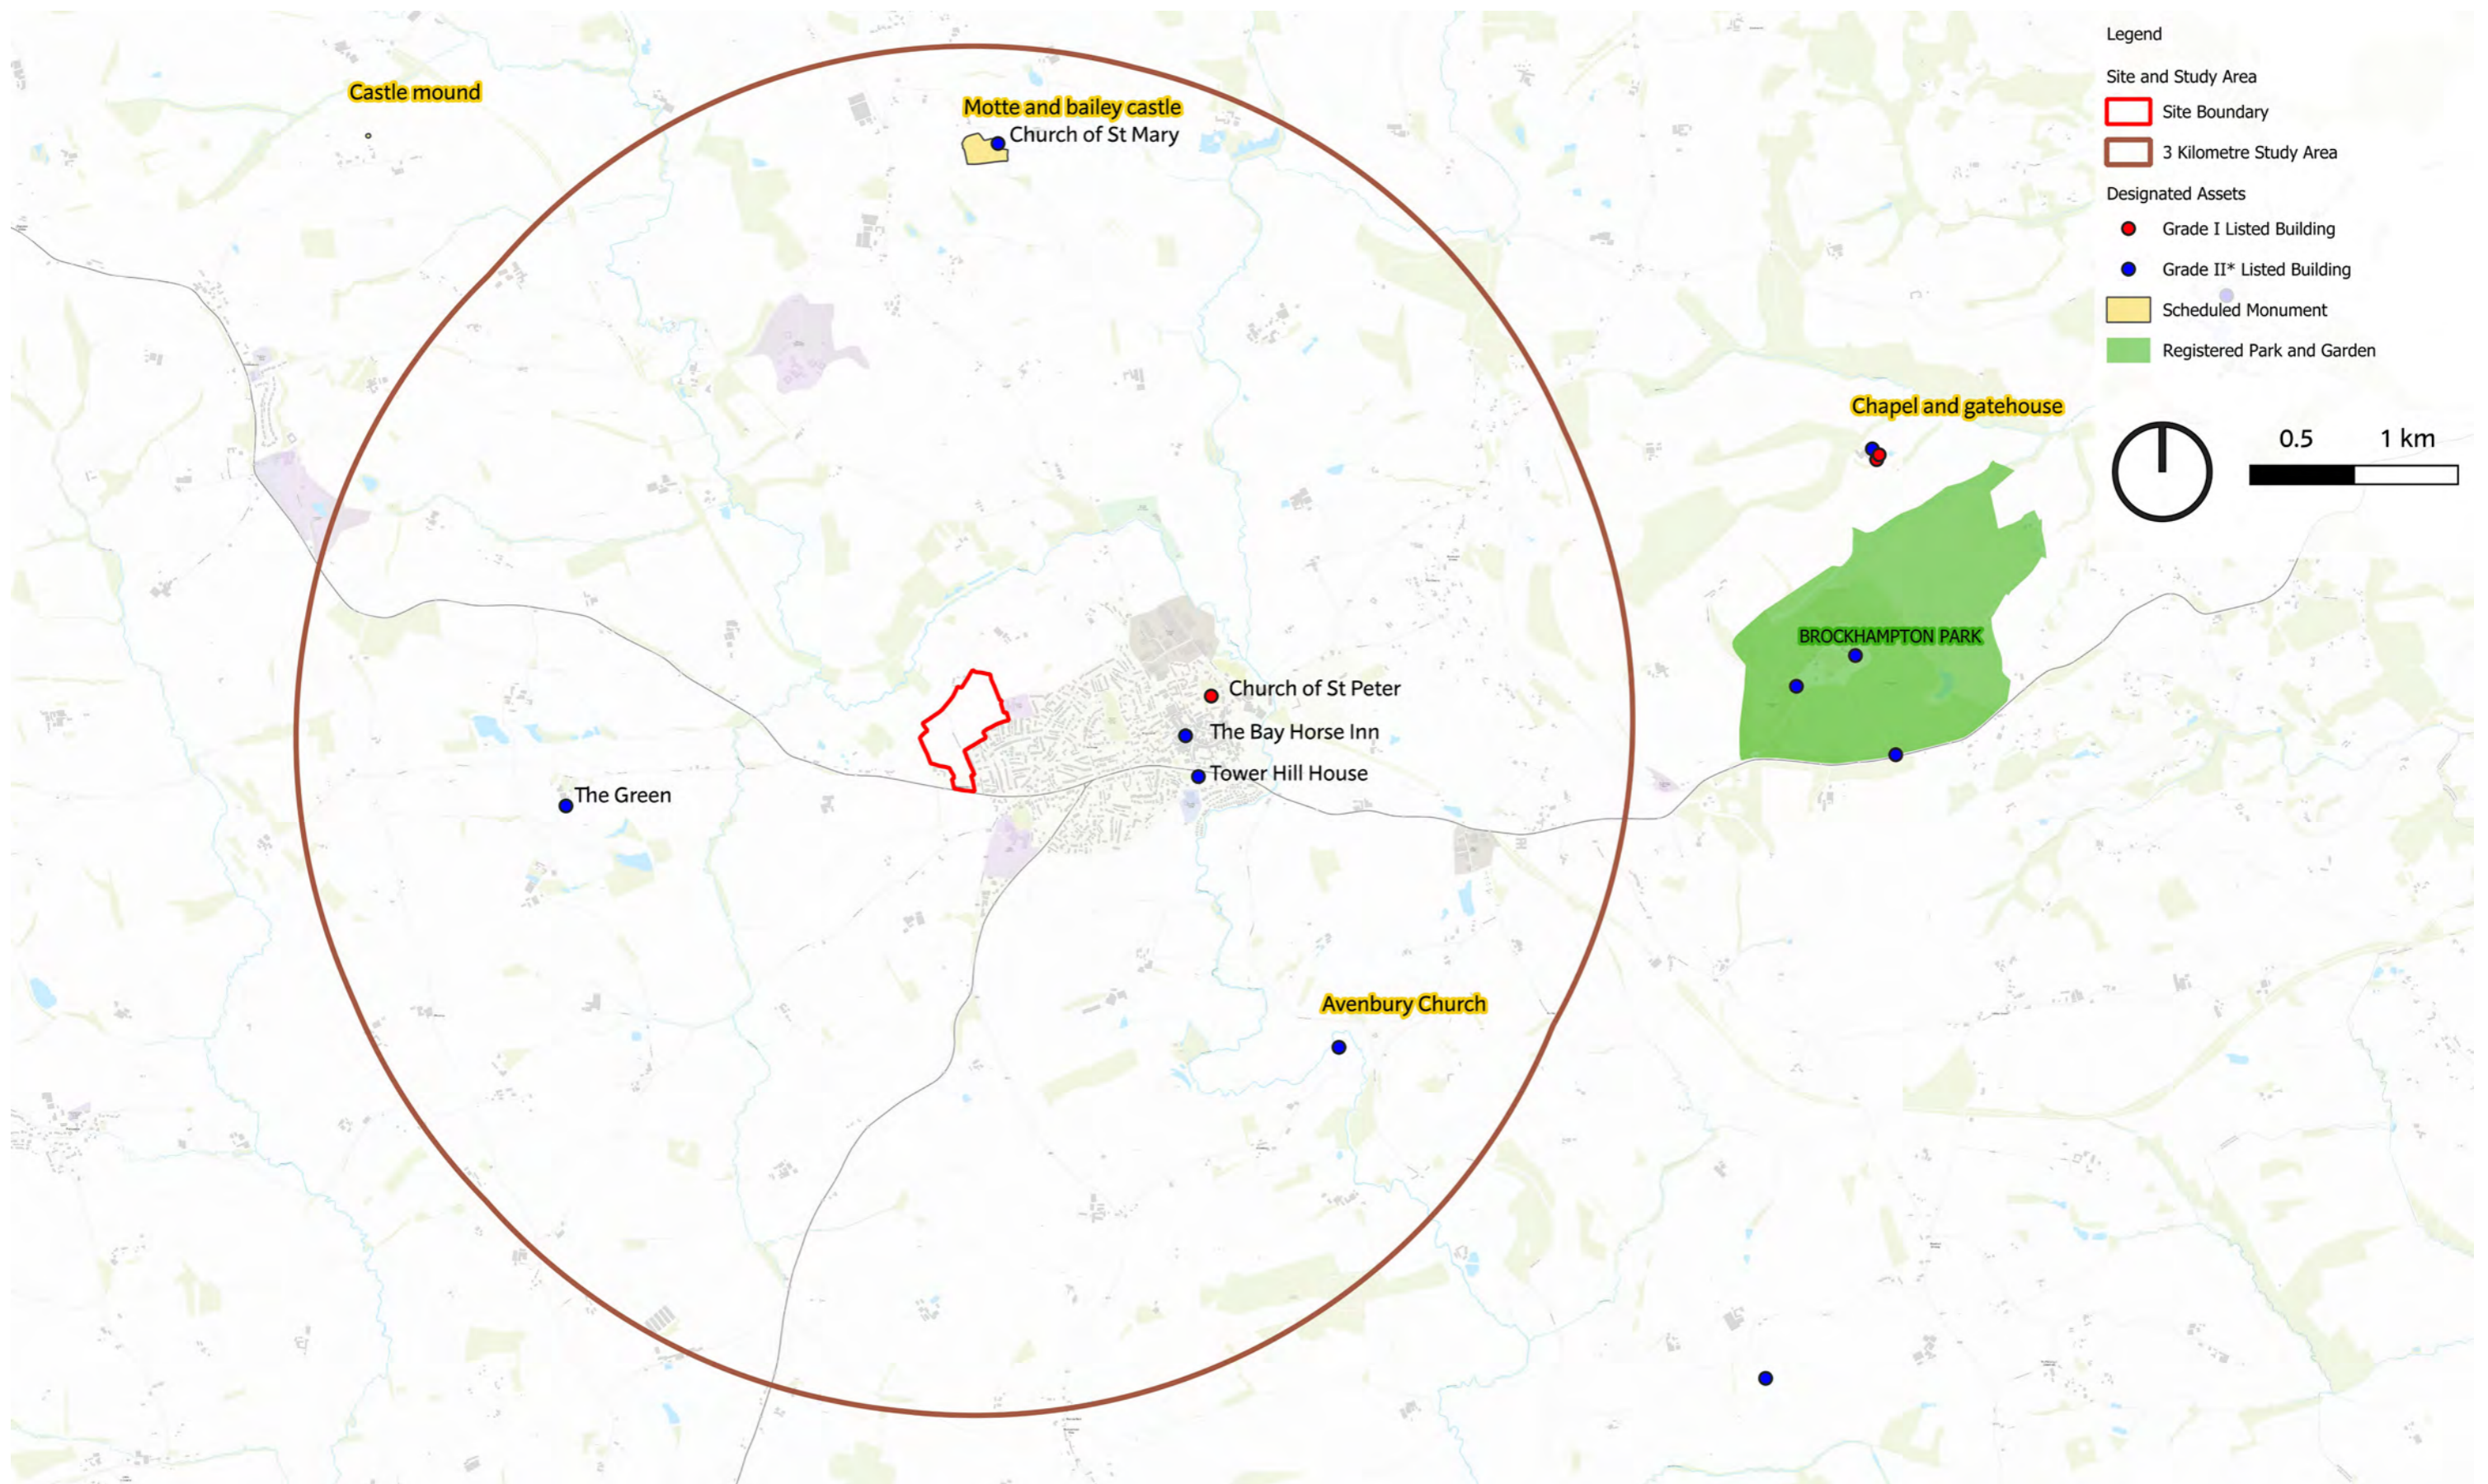 Legend
Site and Study Area
Site Boundary
3 Kilometre Study Area
Designated Assets
Grade I Listed Building
Grade II* Listed Building
Scheduled Monument
Registered Park and Garden
0.5 1 km
Castle mound
Motte and bailey castle
Church of St Mary
Chapel and gatehouse
BROCKHAMPTON PARK
Church of St Peter
The Bay Horse Inn
Tower Hill House
The Green
Avenbury Church